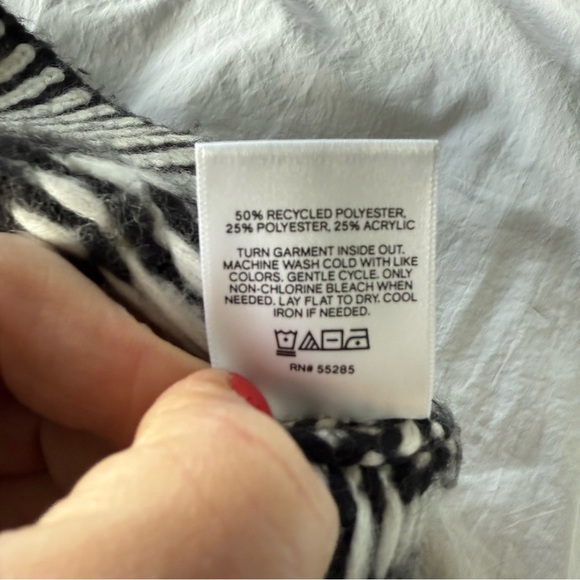 50% RECYCLED POLYESTER,
25% POLYESTER, 25% ACRYLIC
TURN GARMENT INSIDE OUT.
MACHINE WASH COLD WITH LIKE
COLORS. GENTLE CYCLE. ONLY
NON-CHLORINE BLEACH WHEN
NEEDED. LAY FLAT TO DRY. COOL
IRON IF NEEDED.
RN# 55285